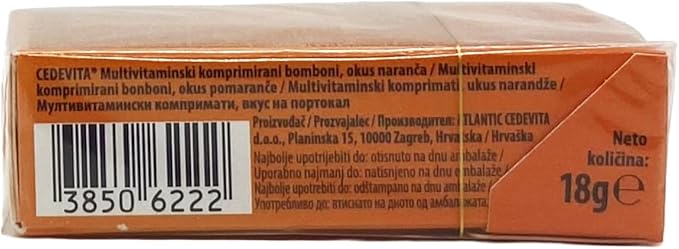 CEDEVITA® Multivitaminski komprimirani bomboni, okus naranča / Multivitaminski
komprimirani bonboni, okus pomaranče / Multivitaminski komprimati, ukus narandže /
Мултивитамински компримати, вкус на портокал
Proizvođač / Prozvajalec / Производител: ATLANTIC CEDEVITA
d.o.o., Planinska 15, 10000 Zagreb, Hrvatska / Hrvaška
Najbolje upotrijebiti do: otisnuto na dnu ambalaže /
Uporabno najmanj do: natisnjeno na dnu embalaže /
Najbolje upotrebiti do: odštampano na dnu ambalaže /
Употребливо до: втиснато на дното од амбалажата.
3850 6222
Neto
količina:
18g℮